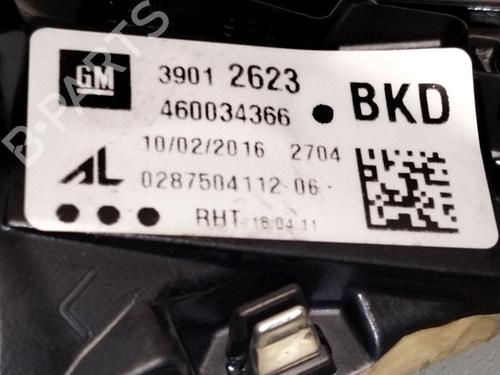 GM 3901 2623
460034366 • BKD
10/02/2016 2704
AL 0287504112 06
RHT 18:04:11
B-PARTS